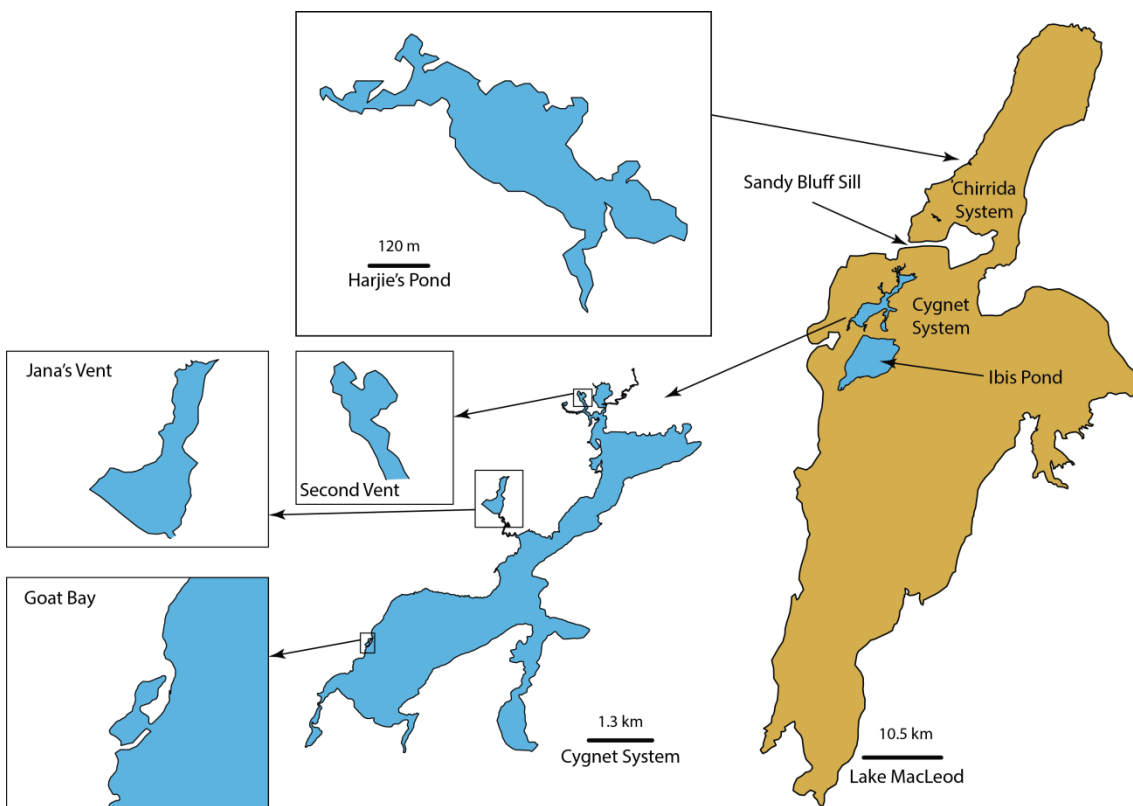 120 m
Harjie's Pond
Sandy Bluff Sill
Chirrida
System
Cygnet
System
Ibis Pond
Jana's Vent
Second Vent
Goat Bay
1.3 km
Cygnet System
10.5 km
Lake MacLeod